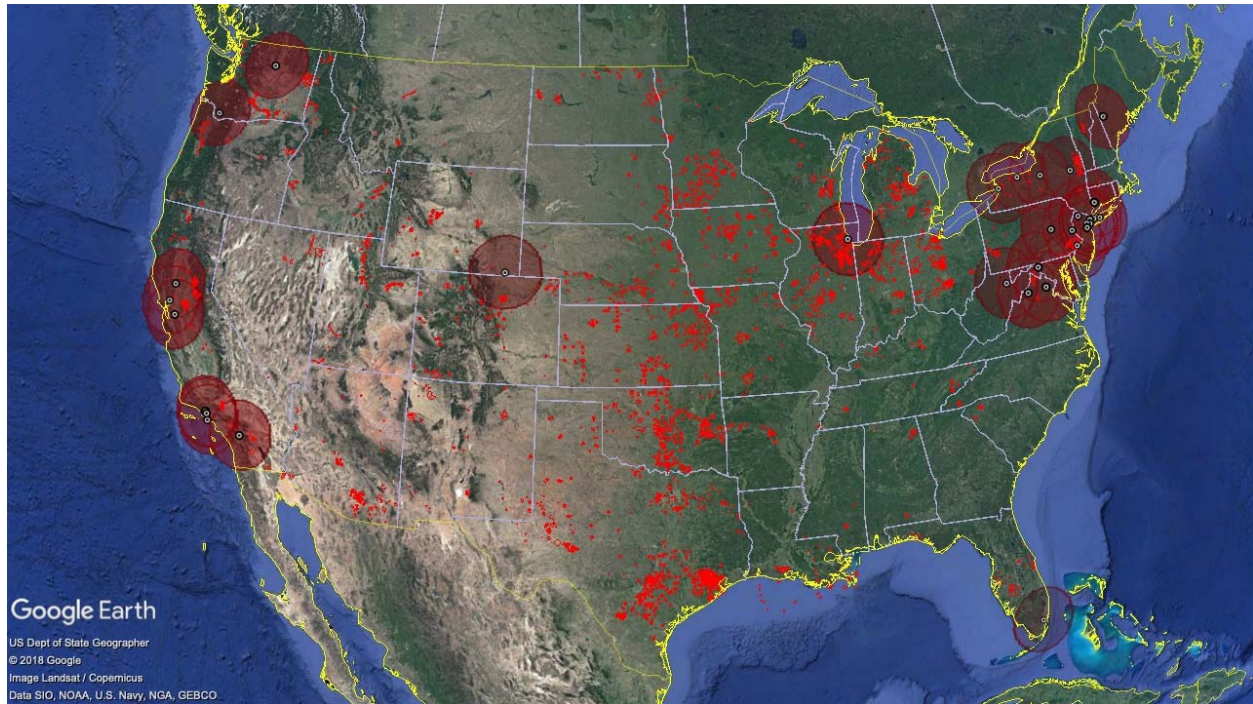 Google Earth
US Dept of State Geographer
© 2018 Google
Image Landsat / Copernicus
Data SIO, NOAA, U.S. Navy, NGA, GEBCO